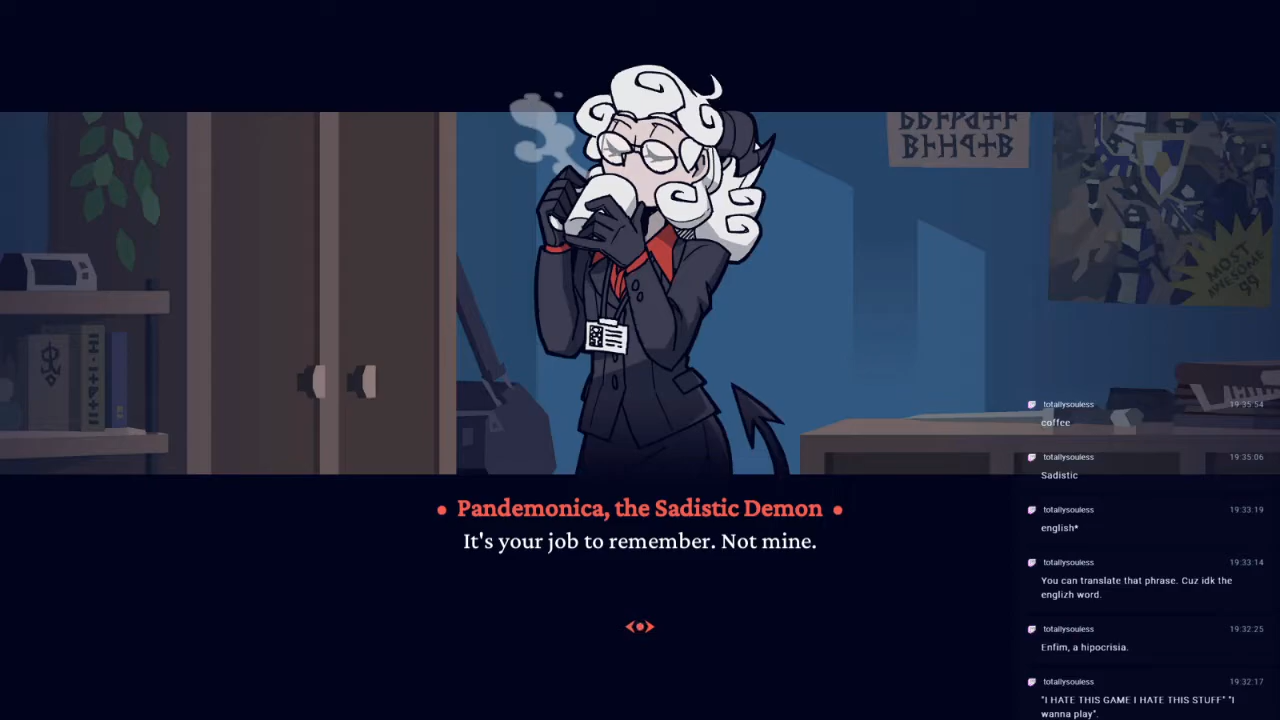 MOST
AWESOME
99
• Pandemonica, the Sadistic Demon •
It's your job to remember. Not mine.
totallysouless 19:35:54
coffee
totallysouless 19:35:06
Sadistic
totallysouless 19:33:19
english*
totallysouless 19:33:14
You can translate that phrase. Cuz idk the
englizh word.
totallysouless 19:32:25
Enfim, a hipocrisia.
totallysouless 19:32:17
"I HATE THIS GAME I HATE THIS STUFF" "I
wanna play".